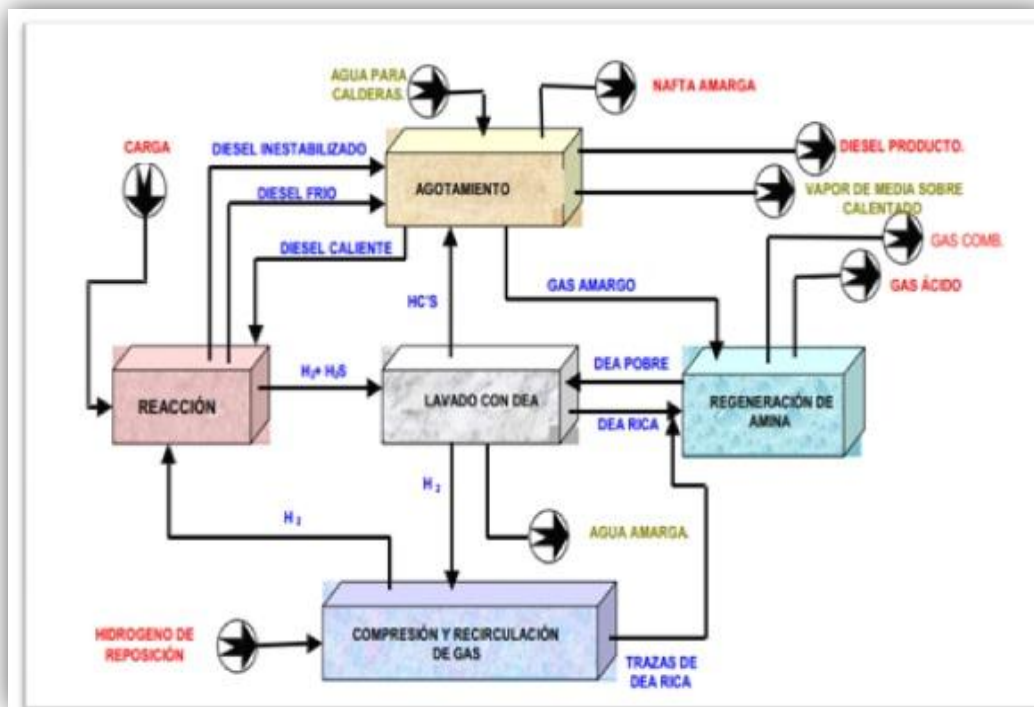 AGUA PARA
CALDERAS.
NAFTA AMARGA
CARGA
DIESEL INESTABILIZADO
DIESEL PRODUCTO.
AGOTAMIENTO
DIESEL FRIO
VAPOR DE MEDIA SOBRE
CALENTADO
DIESEL CALIENTE
GAS COMB.
HC'S
GAS AMARGO
GAS ÁCIDO
H₂+ H₂S
DEA POBRE
REACCIÓN
LAVADO CON DEA
REGENERACIÓN DE
AMINA
DEA RICA
H₂
H₂
AGUA AMARGA.
HIDROGENO DE
REPOSICIÓN
COMPRESIÓN Y RECIRCULACIÓN
DE GAS
TRAZAS DE
DEA RICA